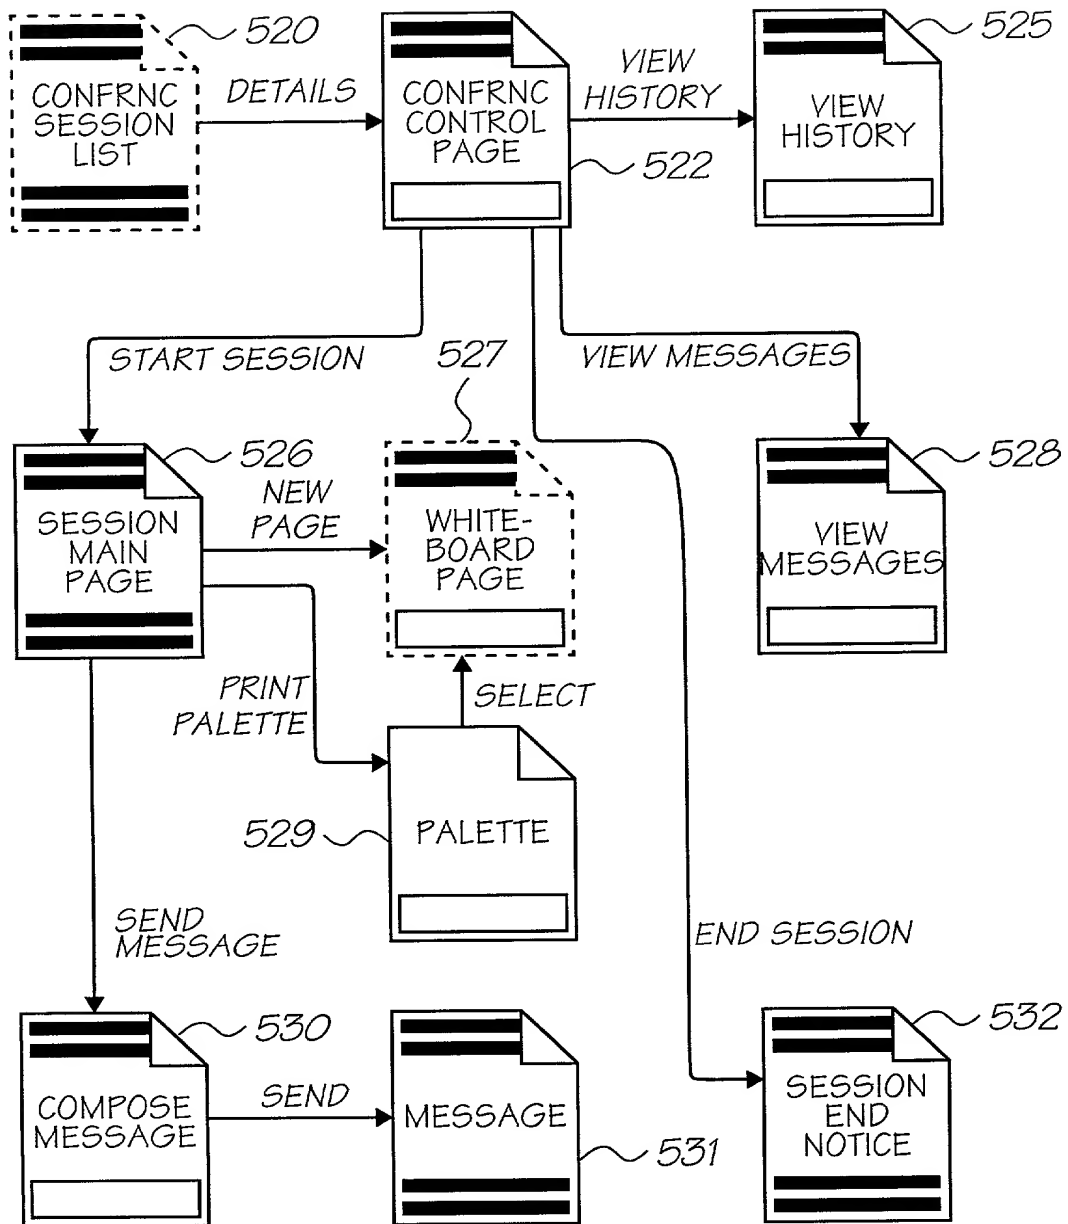 520
CONFRNC
SESSION
LIST
DETAILS
CONFRNC
CONTROL
PAGE
522
VIEW
HISTORY
525
VIEW
HISTORY
START SESSION
527
VIEW MESSAGES
526
SESSION
MAIN
PAGE
NEW
PAGE
WHITE-
BOARD
PAGE
528
VIEW
MESSAGES
PRINT
PALETTE
SELECT
529
PALETTE
SEND
MESSAGE
END SESSION
530
COMPOSE
MESSAGE
SEND
MESSAGE
531
532
SESSION
END
NOTICE